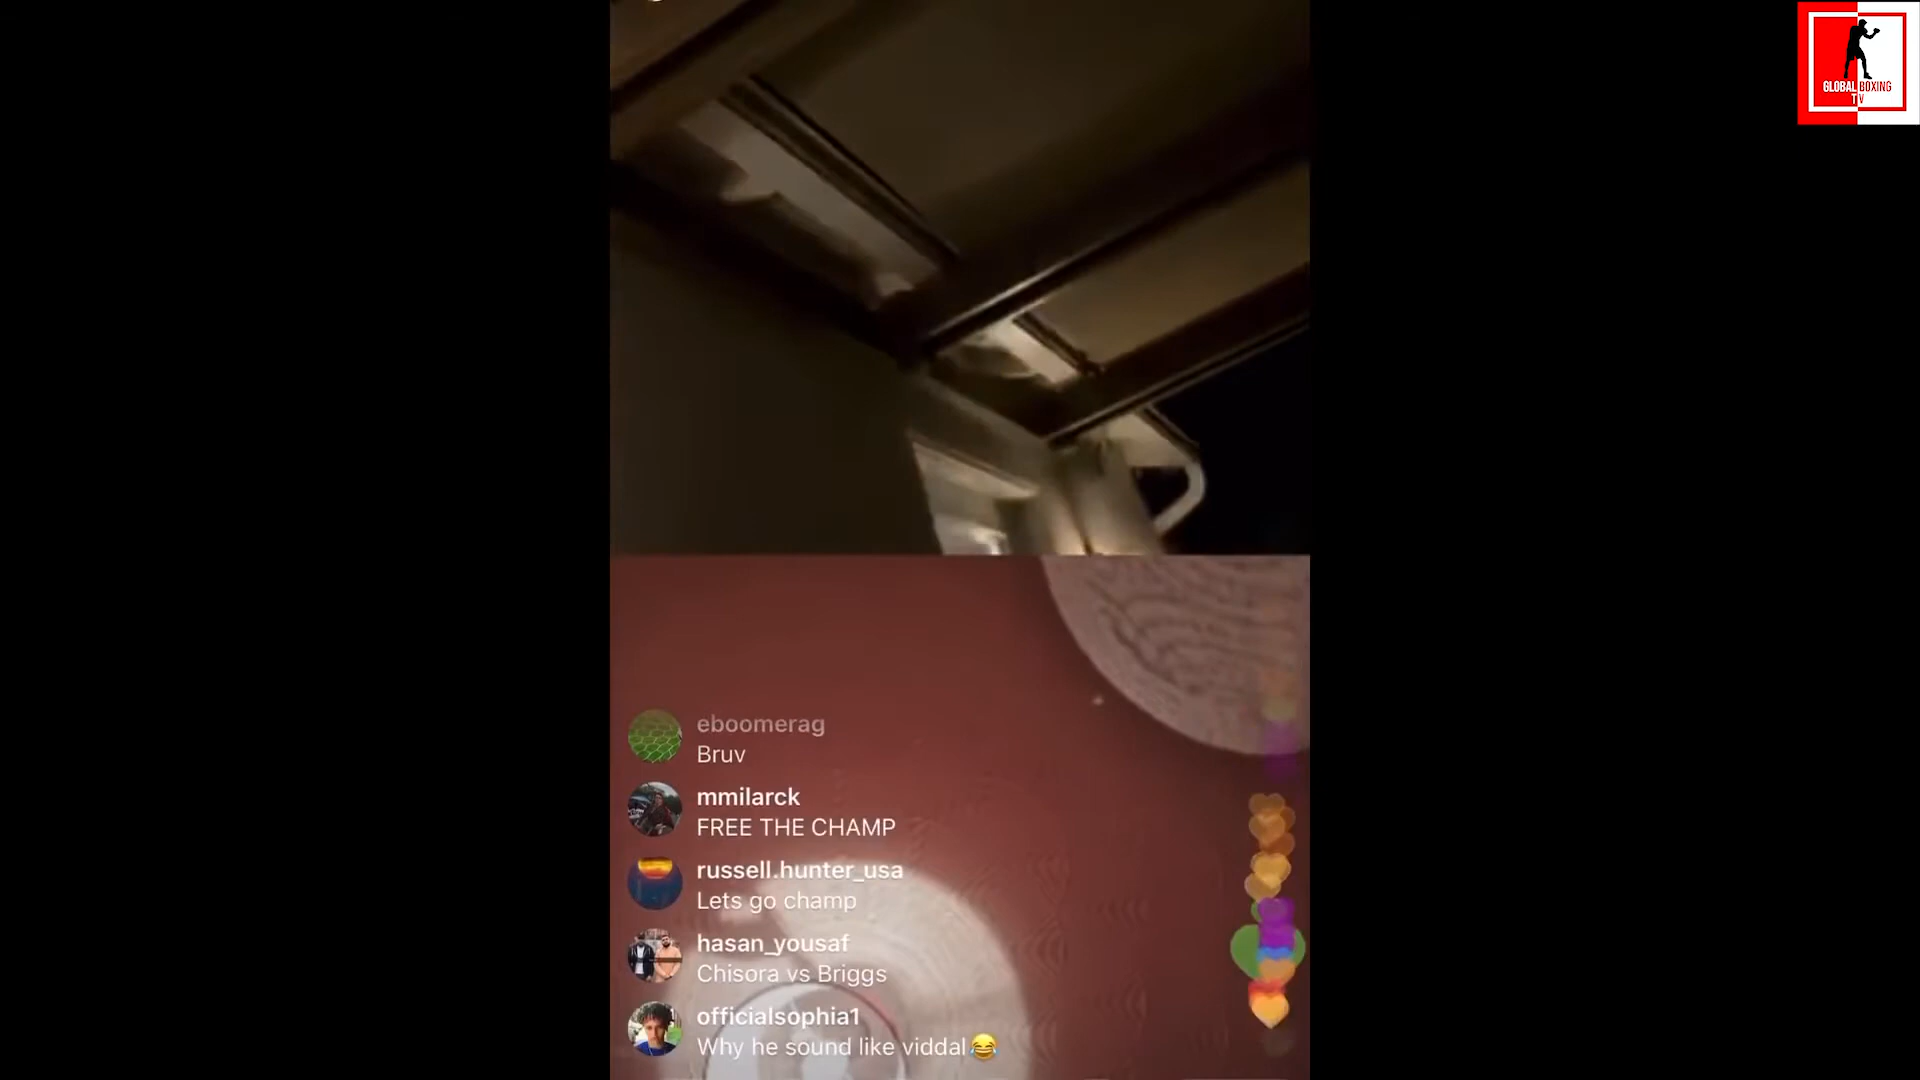 GLOBAL BOXING
TV
eboomerag
Bruv
mmilarck
FREE THE CHAMP
russell.hunter_usa
Lets go champ
hasan_yousaf
Chisora vs Briggs
officialsophia1
Why he sound like viddal😂